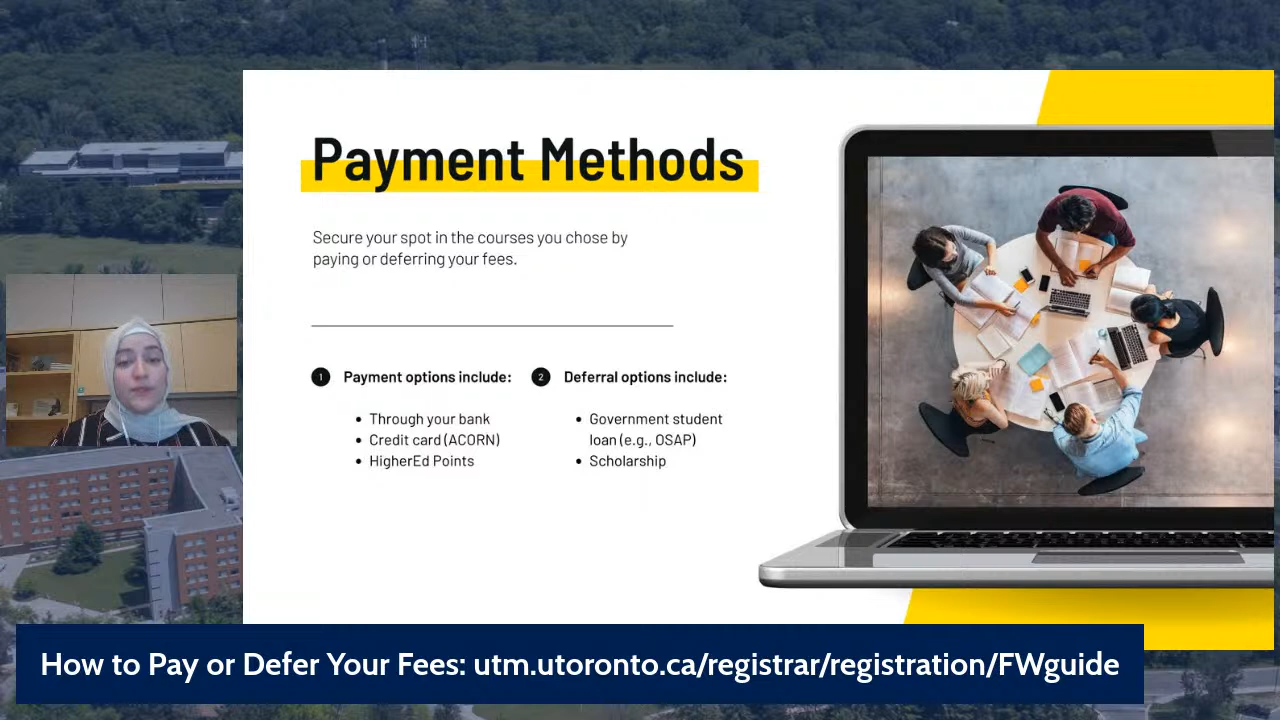 Payment Methods
Secure your spot in the courses you chose by
paying or deferring your fees.
1 Payment options include:
• Through your bank
• Credit card (ACORN)
• HigherEd Points
2 Deferral options include:
• Government student
loan (e.g., OSAP)
• Scholarship
How to Pay or Defer Your Fees: utm.utoronto.ca/registrar/registration/FWguide